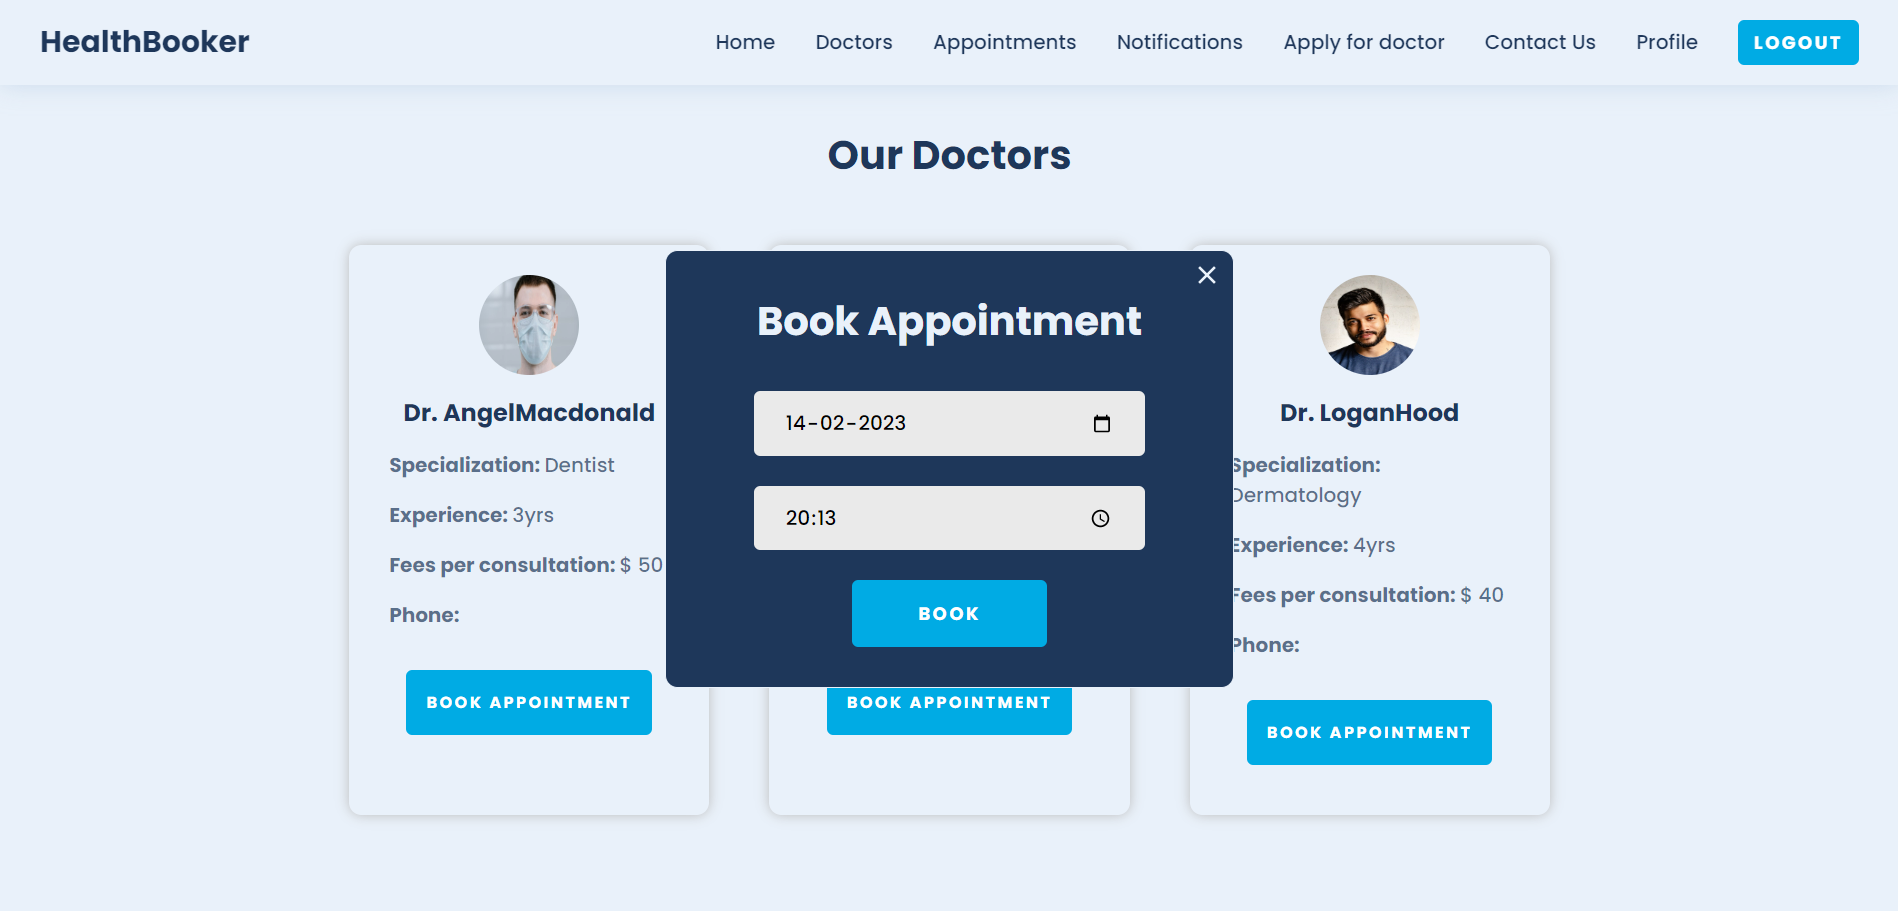 HealthBooker
Home Doctors Appointments Notifications Apply for doctor Contact Us Profile LOGOUT
Our Doctors
Dr. AngelMacdonald
Specialization: Dentist
Experience: 3yrs
Fees per consultation: $ 50
Phone:
BOOK APPOINTMENT
Book Appointment
14-02-2023
20:13
BOOK
BOOK APPOINTMENT
Dr. LoganHood
Specialization:
Dermatology
Experience: 4yrs
Fees per consultation: $ 40
Phone:
BOOK APPOINTMENT